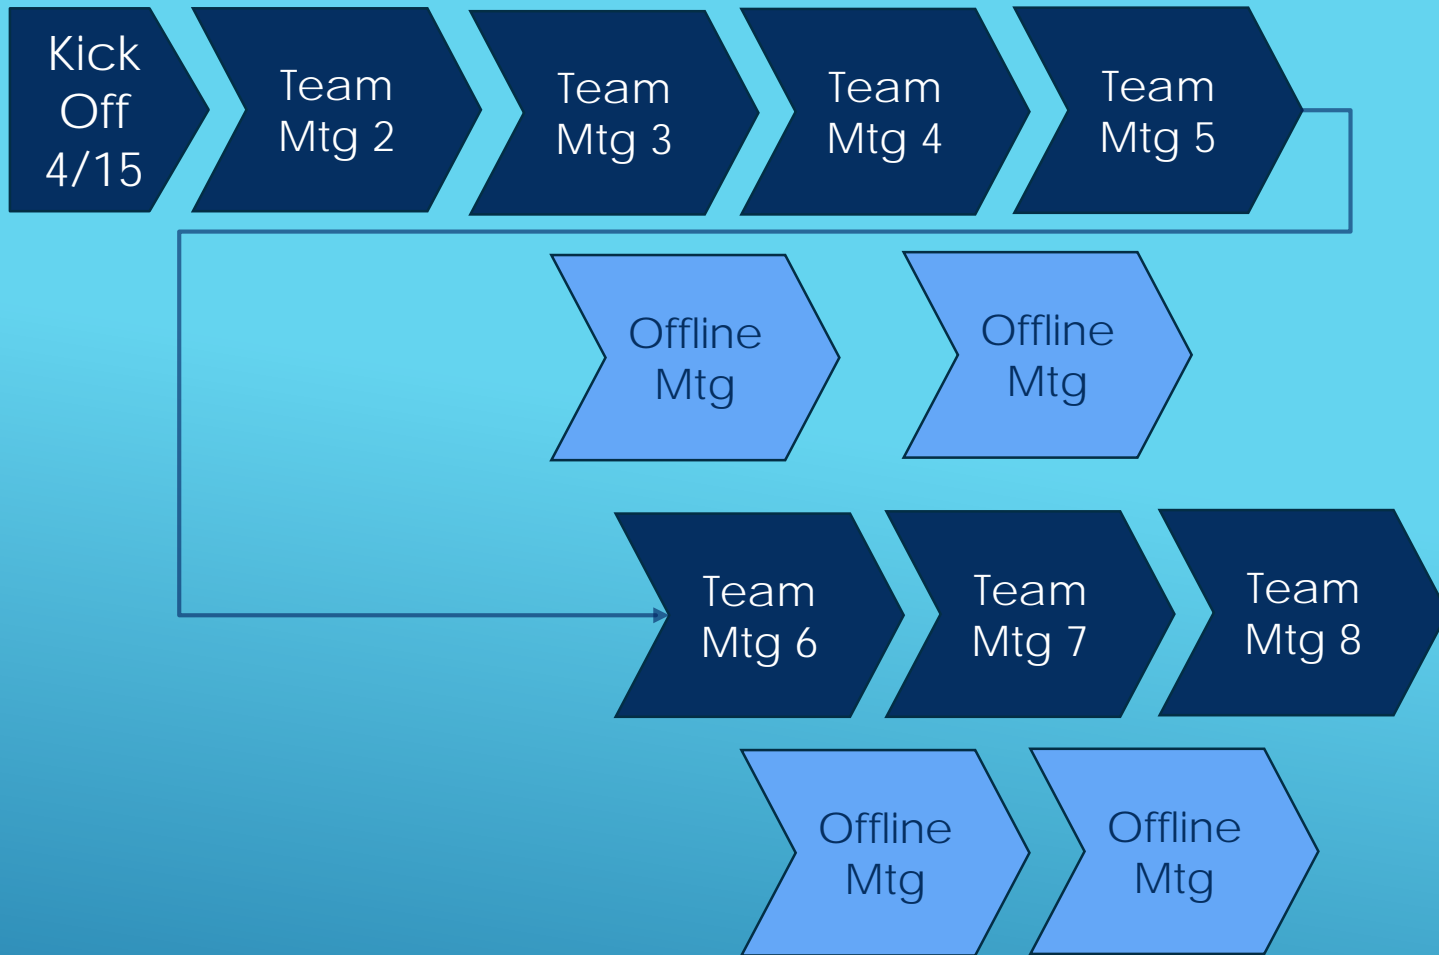 Kick
Off
4/15
Team
Mtg 2
Team
Mtg 3
Team
Mtg 4
Team
Mtg 5
Offline
Mtg
Offline
Mtg
Team
Mtg 6
Team
Mtg 7
Team
Mtg 8
Offline
Mtg
Offline
Mtg